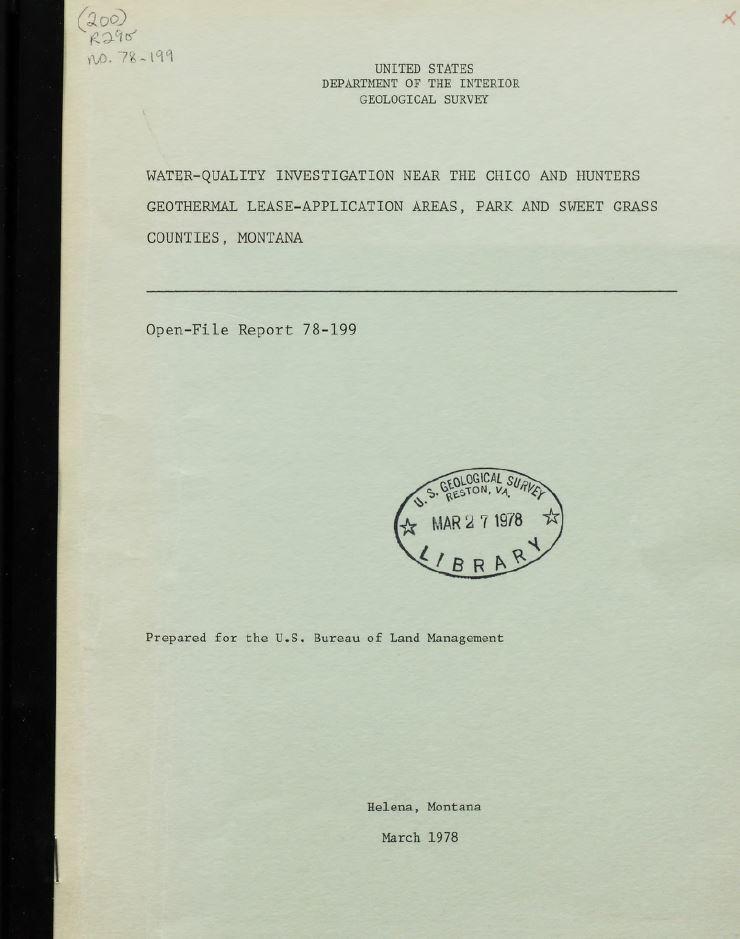 (200)
R290
no. 78-199
UNITED STATES
DEPARTMENT OF THE INTERIOR
GEOLOGICAL SURVEY
WATER-QUALITY INVESTIGATION NEAR THE CHICO AND HUNTERS
GEOTHERMAL LEASE-APPLICATION AREAS, PARK AND SWEET GRASS
COUNTIES, MONTANA
Open-File Report 78-199
U.S. GEOLOGICAL SURVEY
RESTON, VA.
MAR 27 1978
LIBRARY
Prepared for the U.S. Bureau of Land Management
Helena, Montana
March 1978